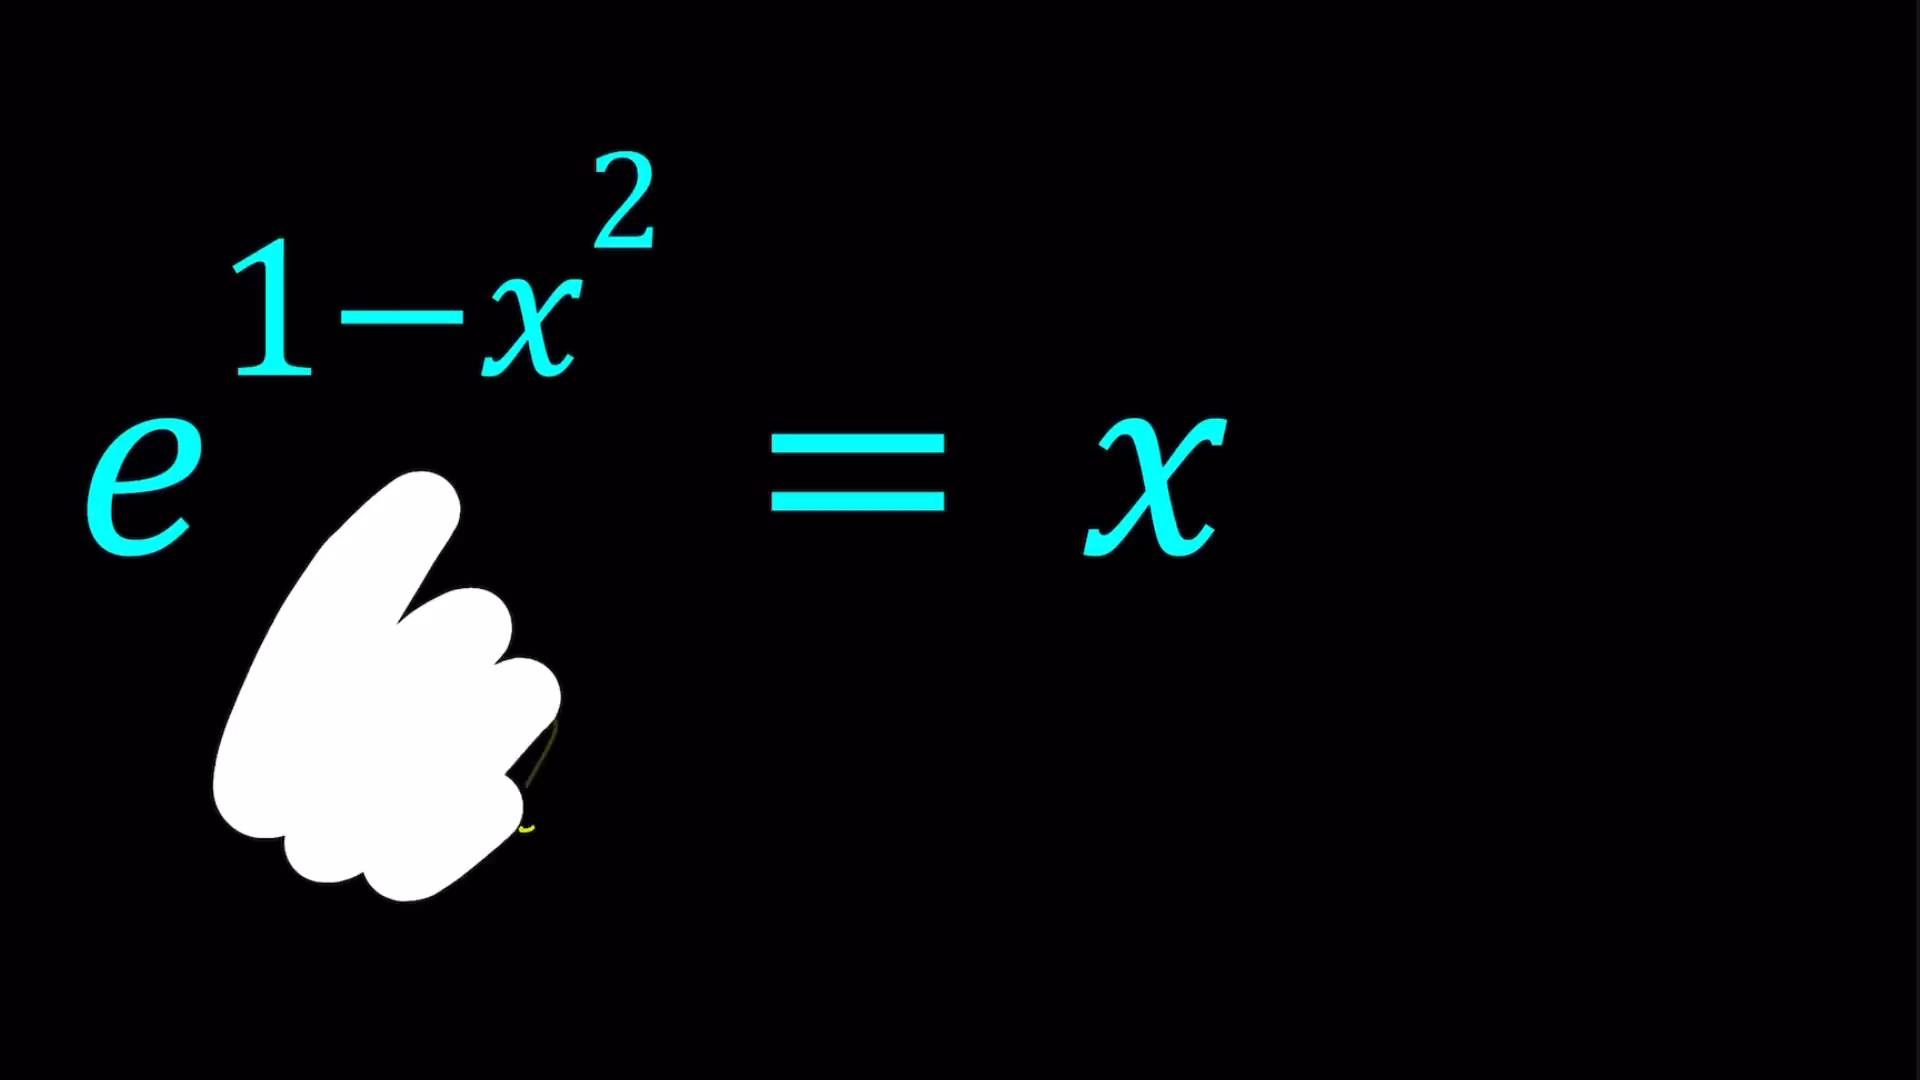 e^{1-x^2} = x